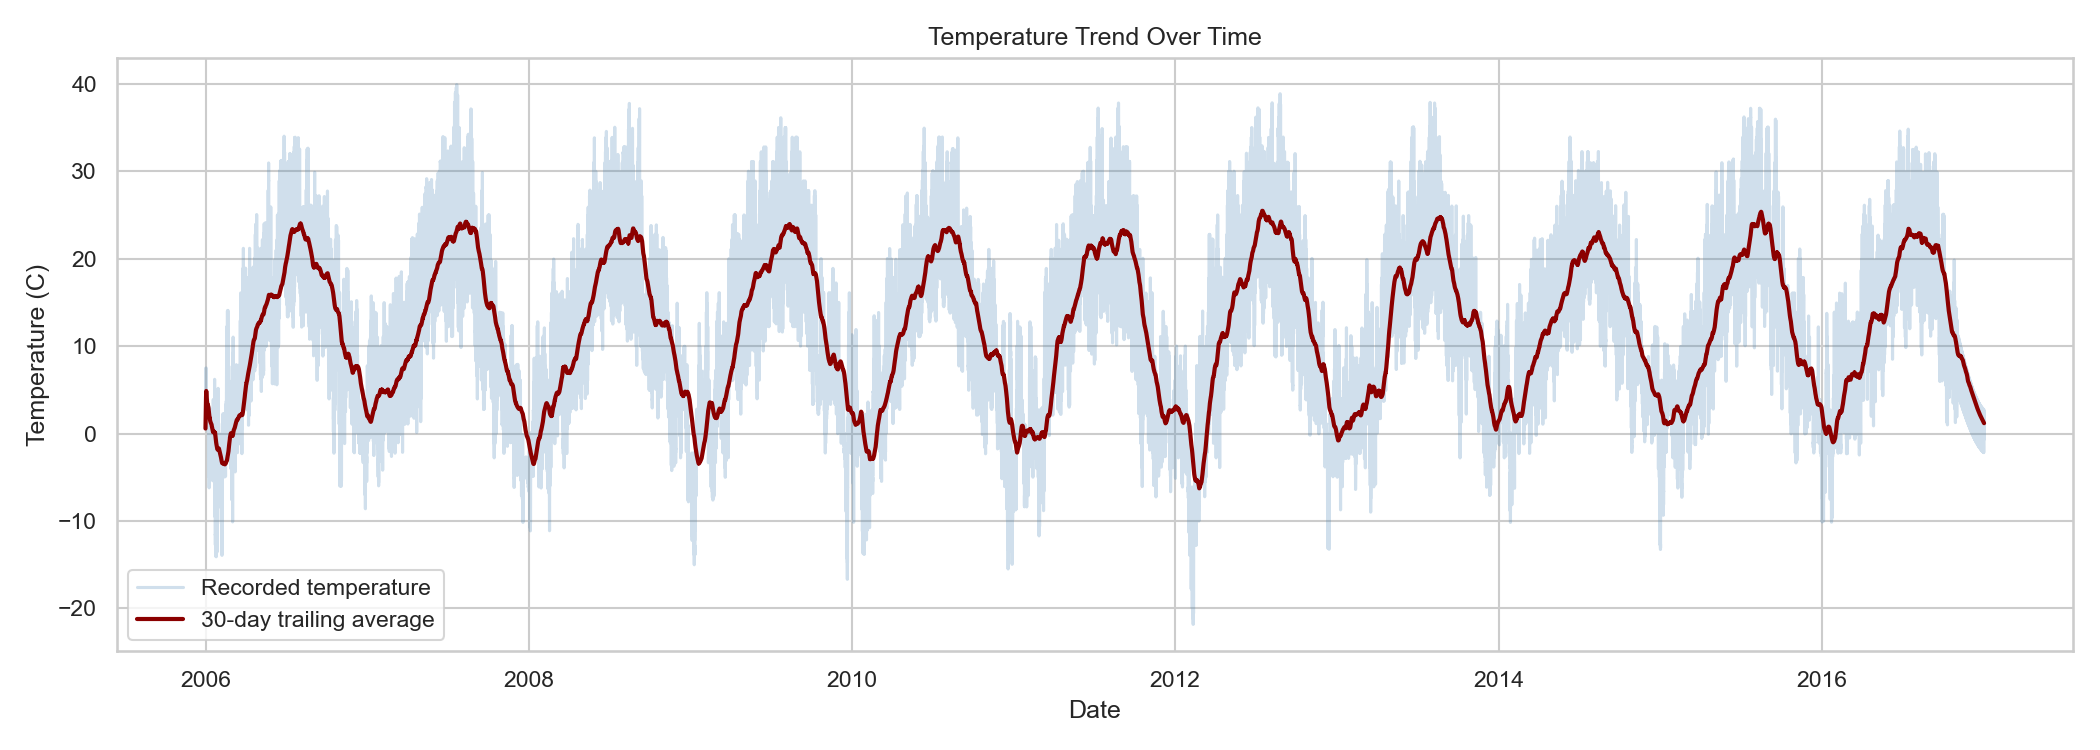 Temperature Trend Over Time
Temperature (C)
40
30
20
10
0
−10
−20
Recorded temperature
30-day trailing average
2006
2008
2010
2012
2014
2016
Date